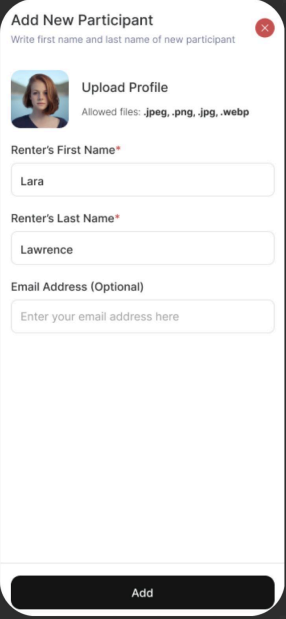 Add New Participant
Write first name and last name of new participant
Upload Profile
Allowed files: .jpeg, .png, .jpg, .webp
Renter's First Name*
Lara
Renter's Last Name*
Lawrence
Email Address (Optional)
Enter your email address here
Add